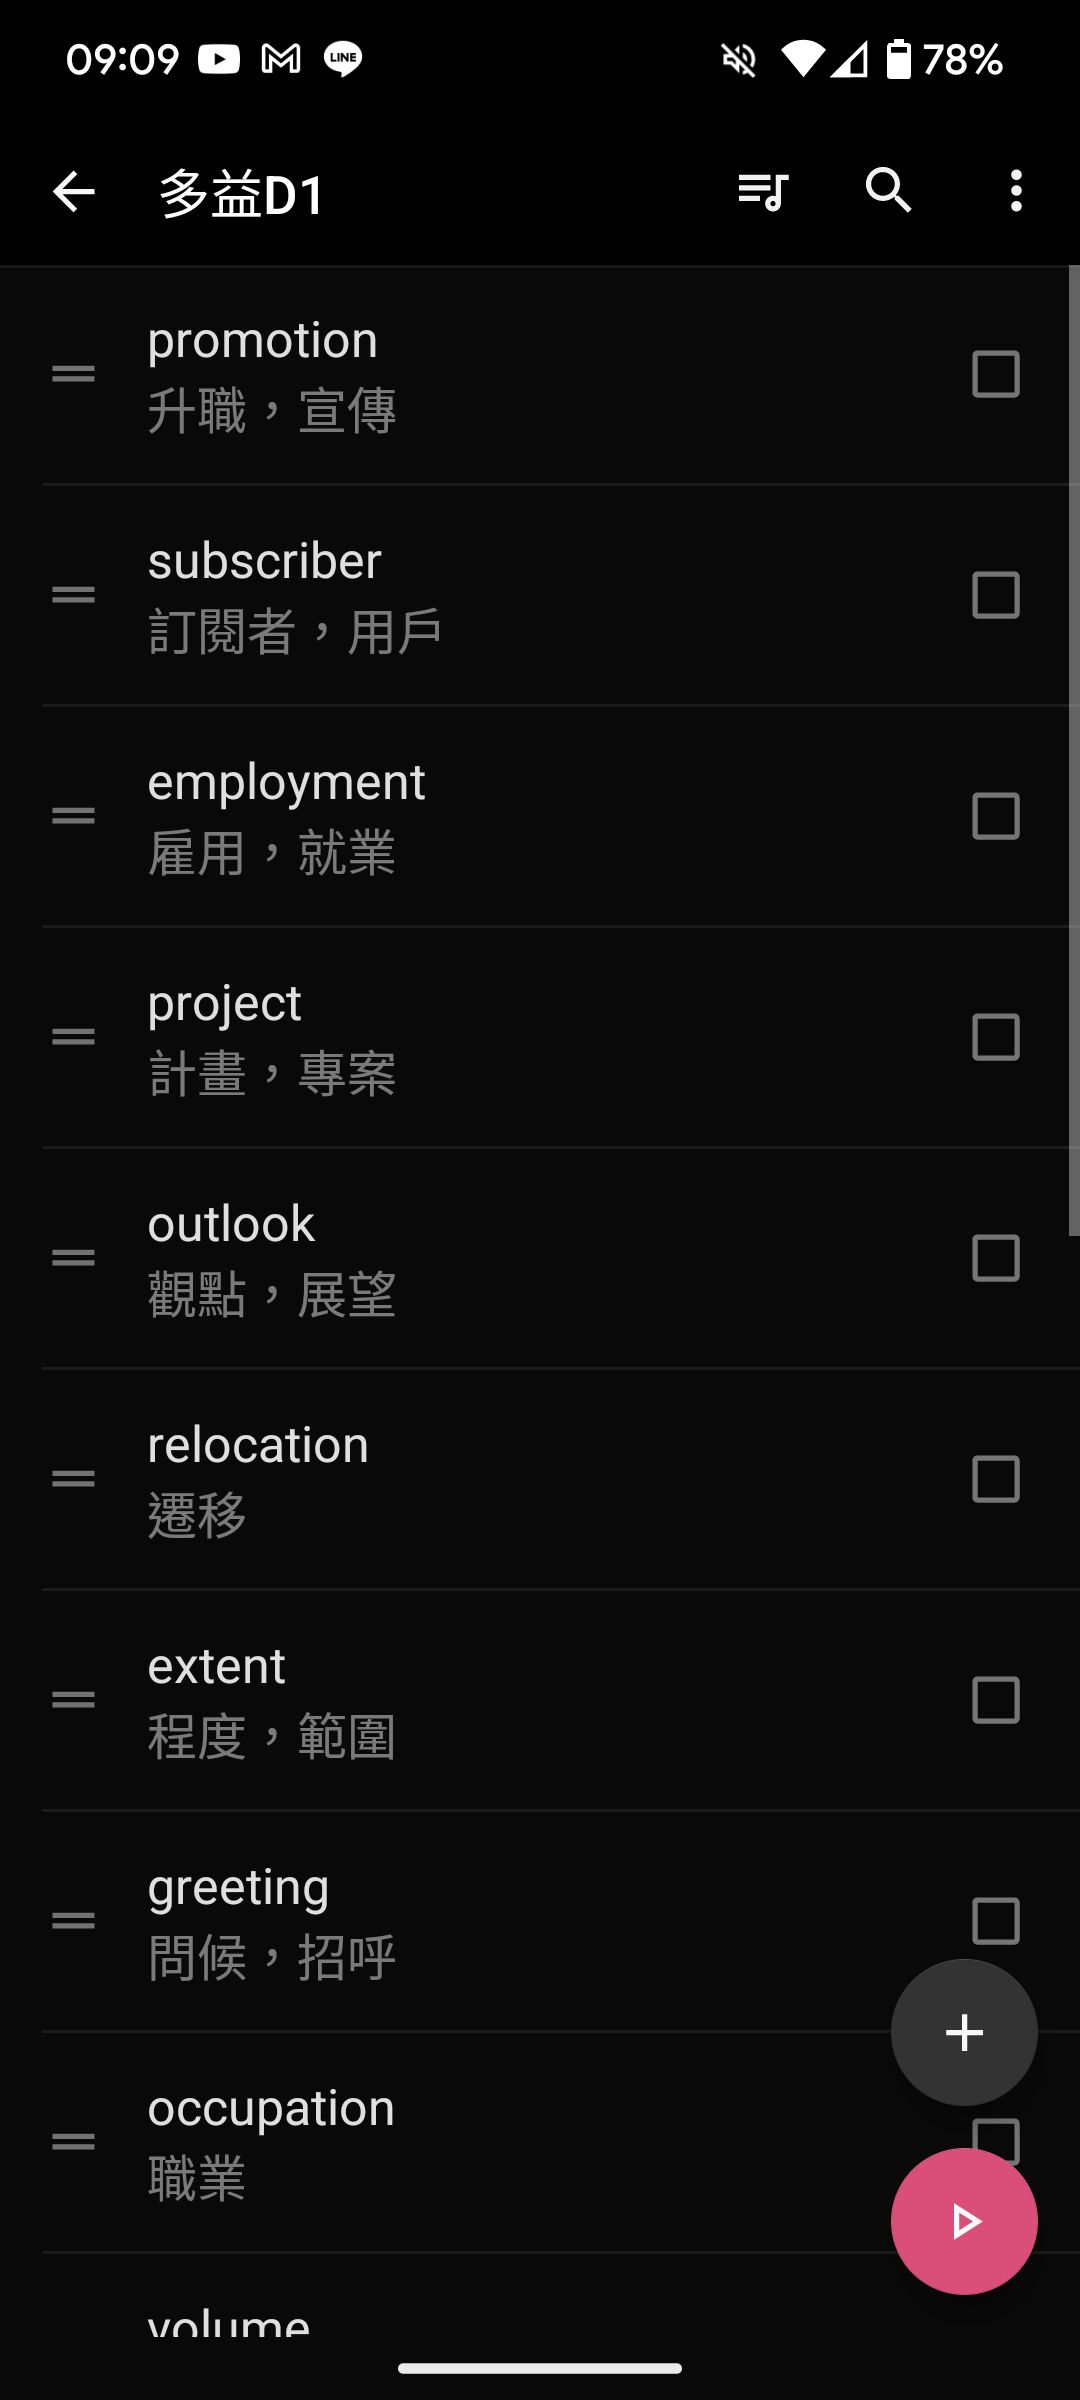 09:09 LINE 78%
多益D1
promotion
升職，宣傳
subscriber
訂閱者，用戶
employment
雇用，就業
project
計畫，專案
outlook
觀點，展望
relocation
遷移
extent
程度，範圍
greeting
問候，招呼
occupation
職業
volume